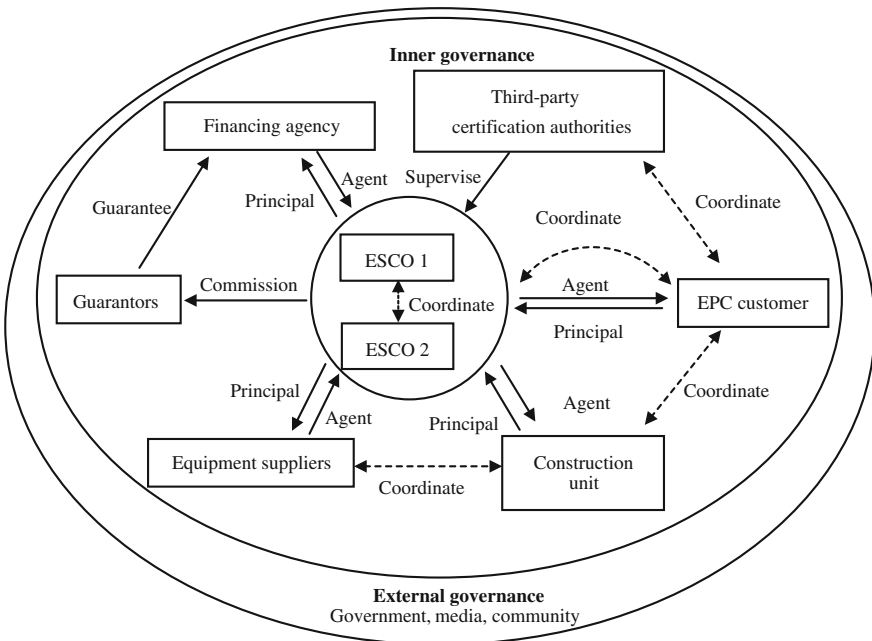 Inner governance
Third-party
certification authorities
Financing agency
Agent
Supervise
Principal
Guarantee
Coordinate
Coordinate
ESCO 1
Commission
Agent
Guarantors
Coordinate
EPC customer
Principal
ESCO 2
Principal
Coordinate
Agent
Agent
Principal
Equipment suppliers
Construction
unit
Coordinate
External governance
Government, media, community